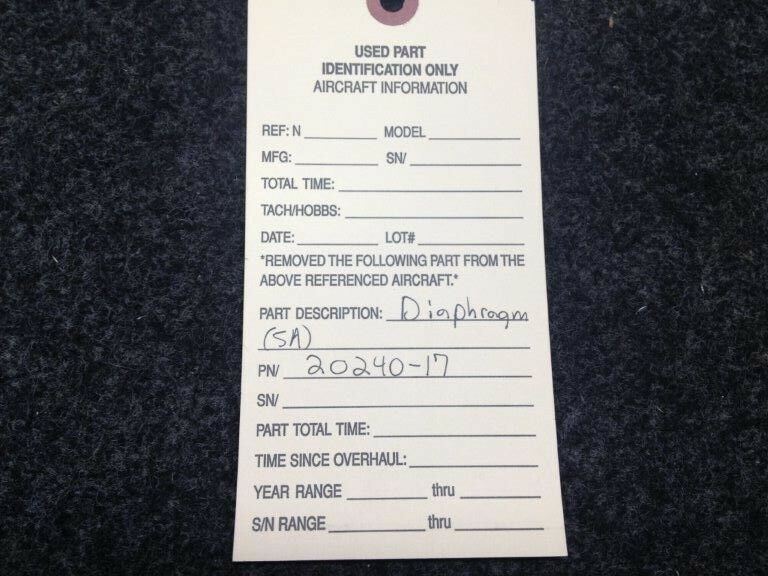 USED PART
IDENTIFICATION ONLY
AIRCRAFT INFORMATION
REF: N MODEL
MFG: SN/
TOTAL TIME:
TACH/HOBBS:
DATE: LOT#
*REMOVED THE FOLLOWING PART FROM THE
ABOVE REFERENCED AIRCRAFT.*
PART DESCRIPTION: Diaphragm
(SA)
PN/ 20240-17
SN/
PART TOTAL TIME:
TIME SINCE OVERHAUL:
YEAR RANGE thru
S/N RANGE thru